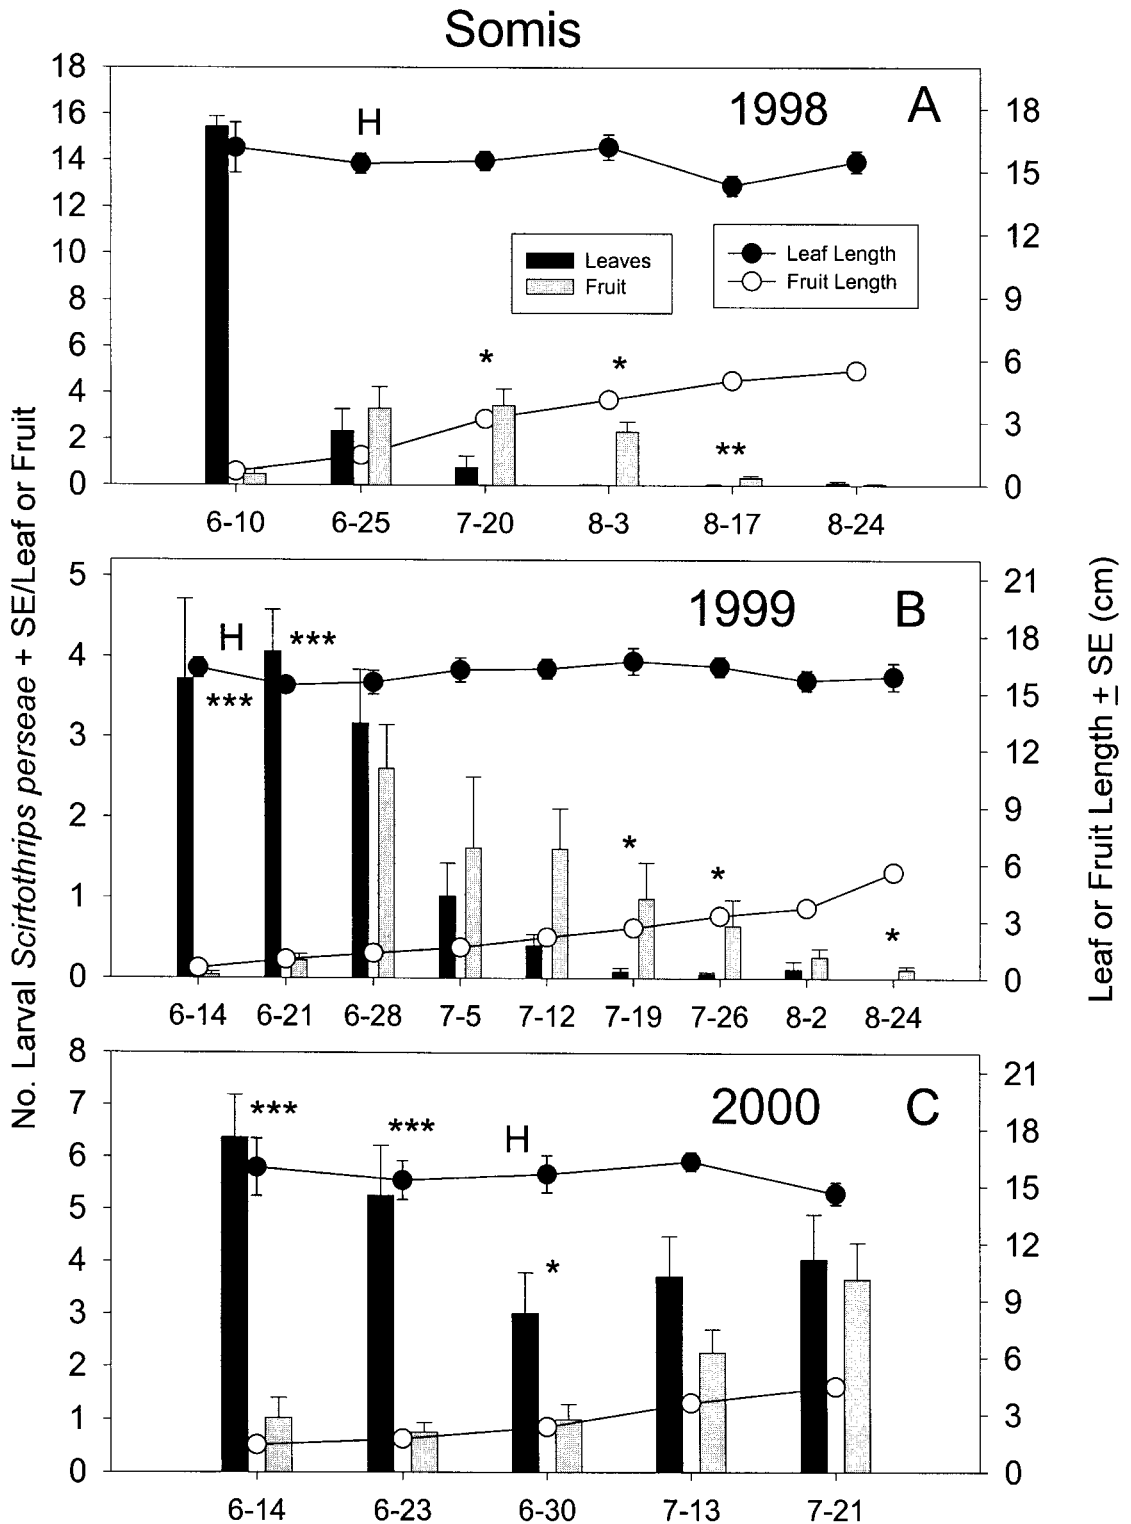 Somis
No. Larval Scirtothrips perseae + SE/Leaf or Fruit
Leaf or Fruit Length ± SE (cm)
1998 A
H
18
16
14
12
10
8
6
4
2
0
18
15
12
9
6
3
0
Leaves
Fruit
Leaf Length
Fruit Length
* * **
6-10 6-25 7-20 8-3 8-17 8-24
1999 B
H
5
4
3
2
1
0
21
18
15
12
9
6
3
0
*** *** * * *
6-14 6-21 6-28 7-5 7-12 7-19 7-26 8-2 8-24
2000 C
H
8
7
6
5
4
3
2
1
0
21
18
15
12
9
6
3
0
*** *** *
6-14 6-23 6-30 7-13 7-21